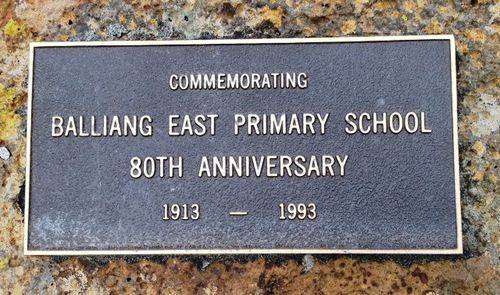 COMMEMORATING
BALLIANG EAST PRIMARY SCHOOL
80TH ANNIVERSARY
1913 — 1993